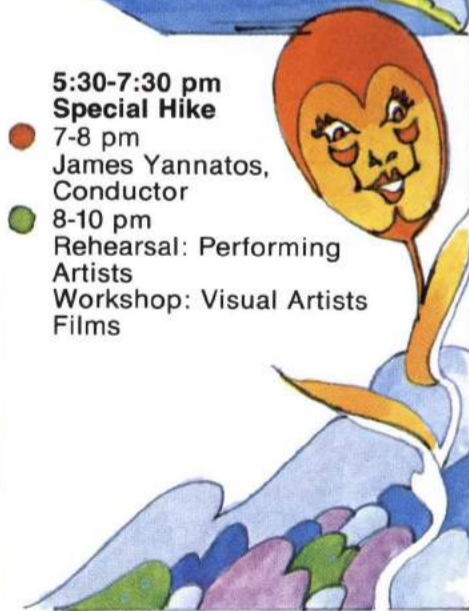 5:30-7:30 pm
Special Hike
7-8 pm
James Yannatos,
Conductor
8-10 pm
Rehearsal: Performing
Artists
Workshop: Visual Artists
Films